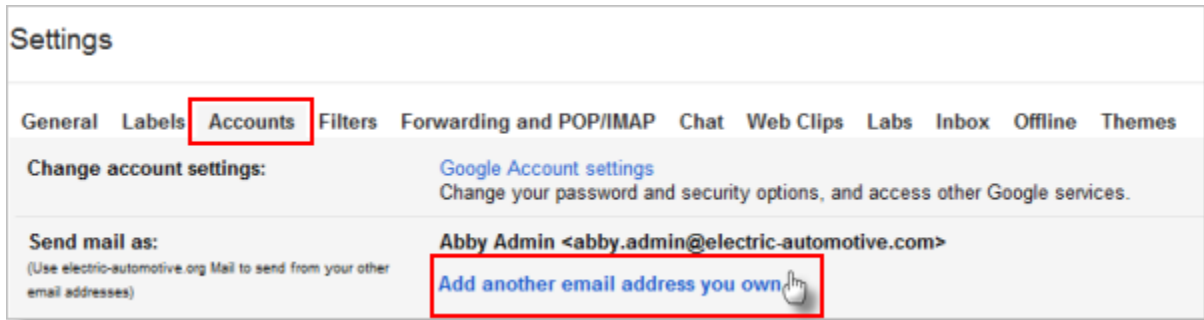 Settings
General Labels Accounts Filters Forwarding and POP/IMAP Chat Web Clips Labs Inbox Offline Themes
Change account settings: Google Account settings
Change your password and security options, and access other Google services.
Send mail as: Abby Admin <abby.admin@electric-automotive.com>
(Use electric-automotive.org Mail to send from your other
email addresses)
Add another email address you own